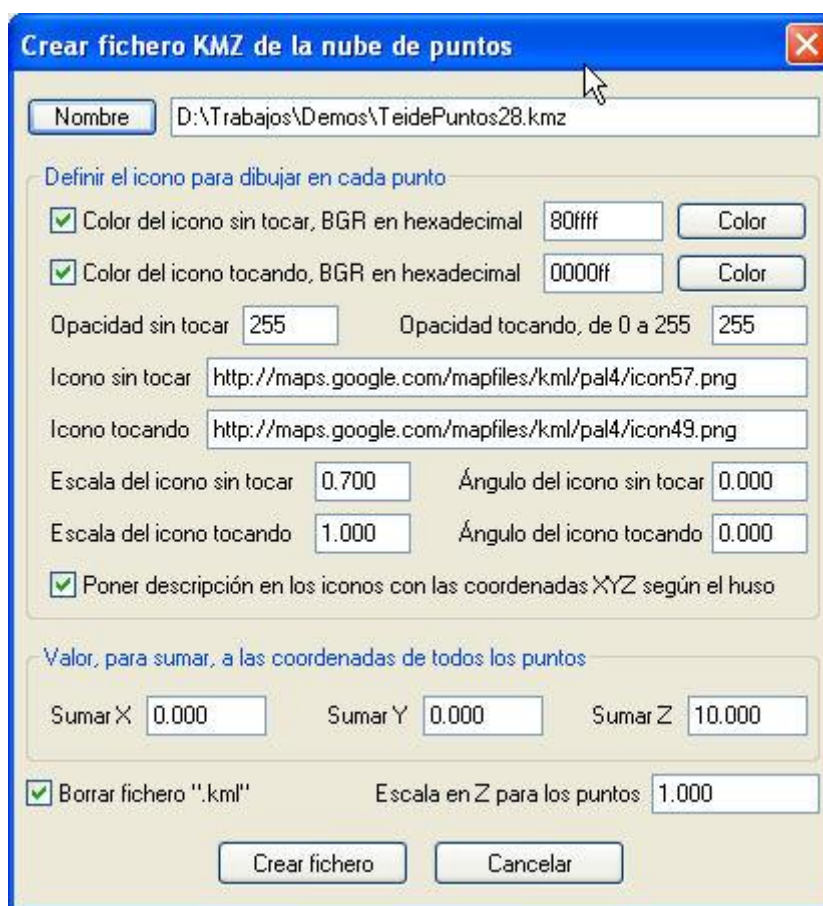 Crear fichero KMZ de la nube de puntos
Nombre D:\Trabajos\Demos\TeidePuntos28.kmz
Definir el icono para dibujar en cada punto
Color del icono sin tocar, BGR en hexadecimal 80ffff Color
Color del icono tocando, BGR en hexadecimal 0000ff Color
Opacidad sin tocar 255 Opacidad tocando, de 0 a 255 255
Icono sin tocar http://maps.google.com/mapfiles/kml/pal4/icon57.png
Icono tocando http://maps.google.com/mapfiles/kml/pal4/icon49.png
Escala del icono sin tocar 0.700 Ángulo del icono sin tocar 0.000
Escala del icono tocando 1.000 Ángulo del icono tocando 0.000
Poner descripción en los iconos con las coordenadas XYZ según el huso
Valor, para sumar, a las coordenadas de todos los puntos
Sumar X 0.000 Sumar Y 0.000 Sumar Z 10.000
Borrar fichero ".kml" Escala en Z para los puntos 1.000
Crear fichero Cancelar